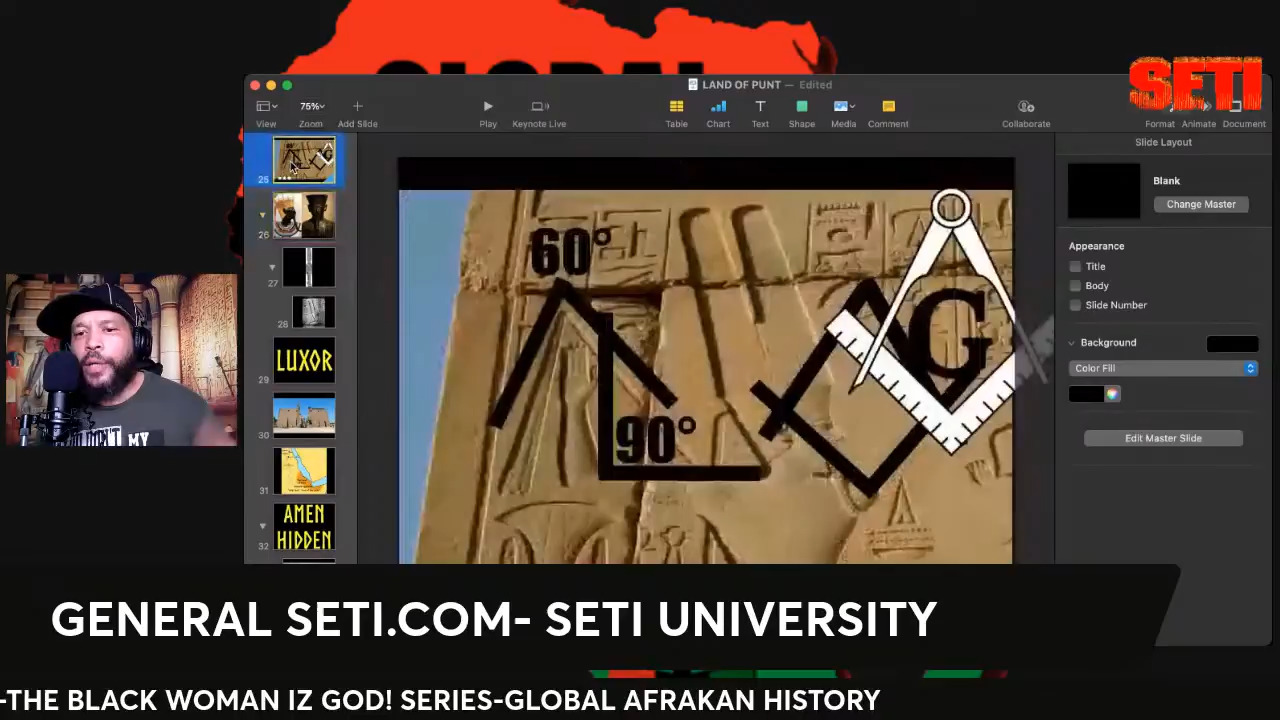 GLOBAL
SETI
LAND OF PUNT — Edited
75%
View
Zoom
Add Slide
Play
Keynote Live
Table
Chart
Text
Shape
Media
Comment
Collaborate
Format
Animate
Document
25
26
27
28
29
LUXOR
30
31
32
AMEN
HIDDEN
60°
90°
G
Slide Layout
Blank
Change Master
Appearance
Title
Body
Slide Number
Background
Color Fill
Edit Master Slide
GENERAL SETI.COM- SETI UNIVERSITY
-THE BLACK WOMAN IZ GOD! SERIES-GLOBAL AFRAKAN HISTORY